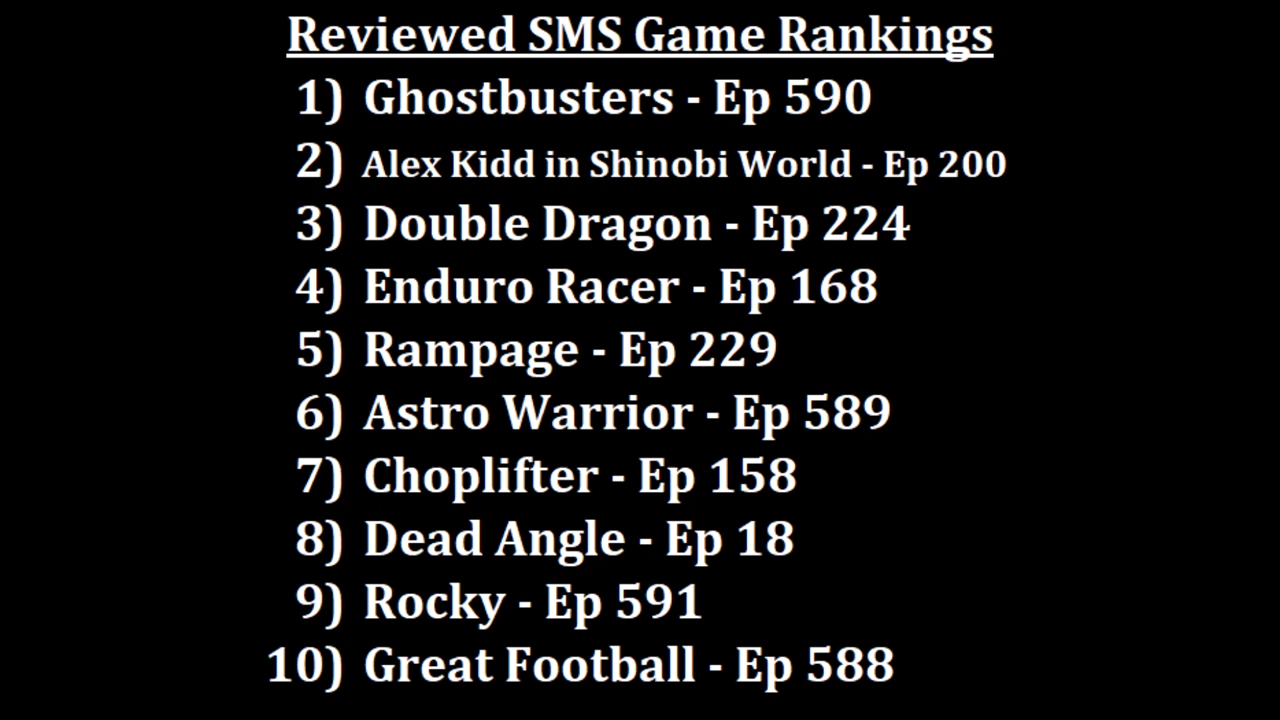 Reviewed SMS Game Rankings
1) Ghostbusters - Ep 590
2) Alex Kidd in Shinobi World - Ep 200
3) Double Dragon - Ep 224
4) Enduro Racer - Ep 168
5) Rampage - Ep 229
6) Astro Warrior - Ep 589
7) Choplifter - Ep 158
8) Dead Angle - Ep 18
9) Rocky - Ep 591
10) Great Football - Ep 588